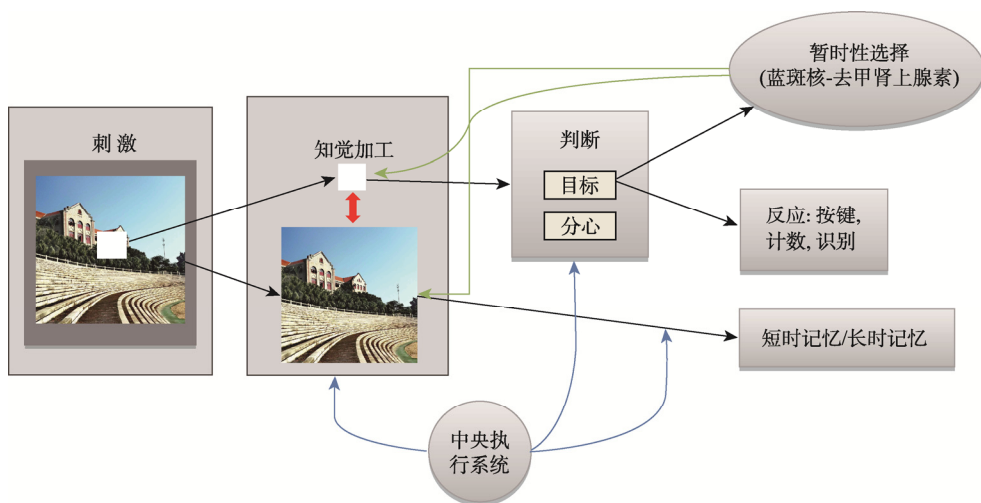 刺激
知觉加工
判断
目标
分心
暂时性选择
(蓝斑核-去甲肾上腺素)
反应: 按键,
计数, 识别
短时记忆/长时记忆
中央执
行系统